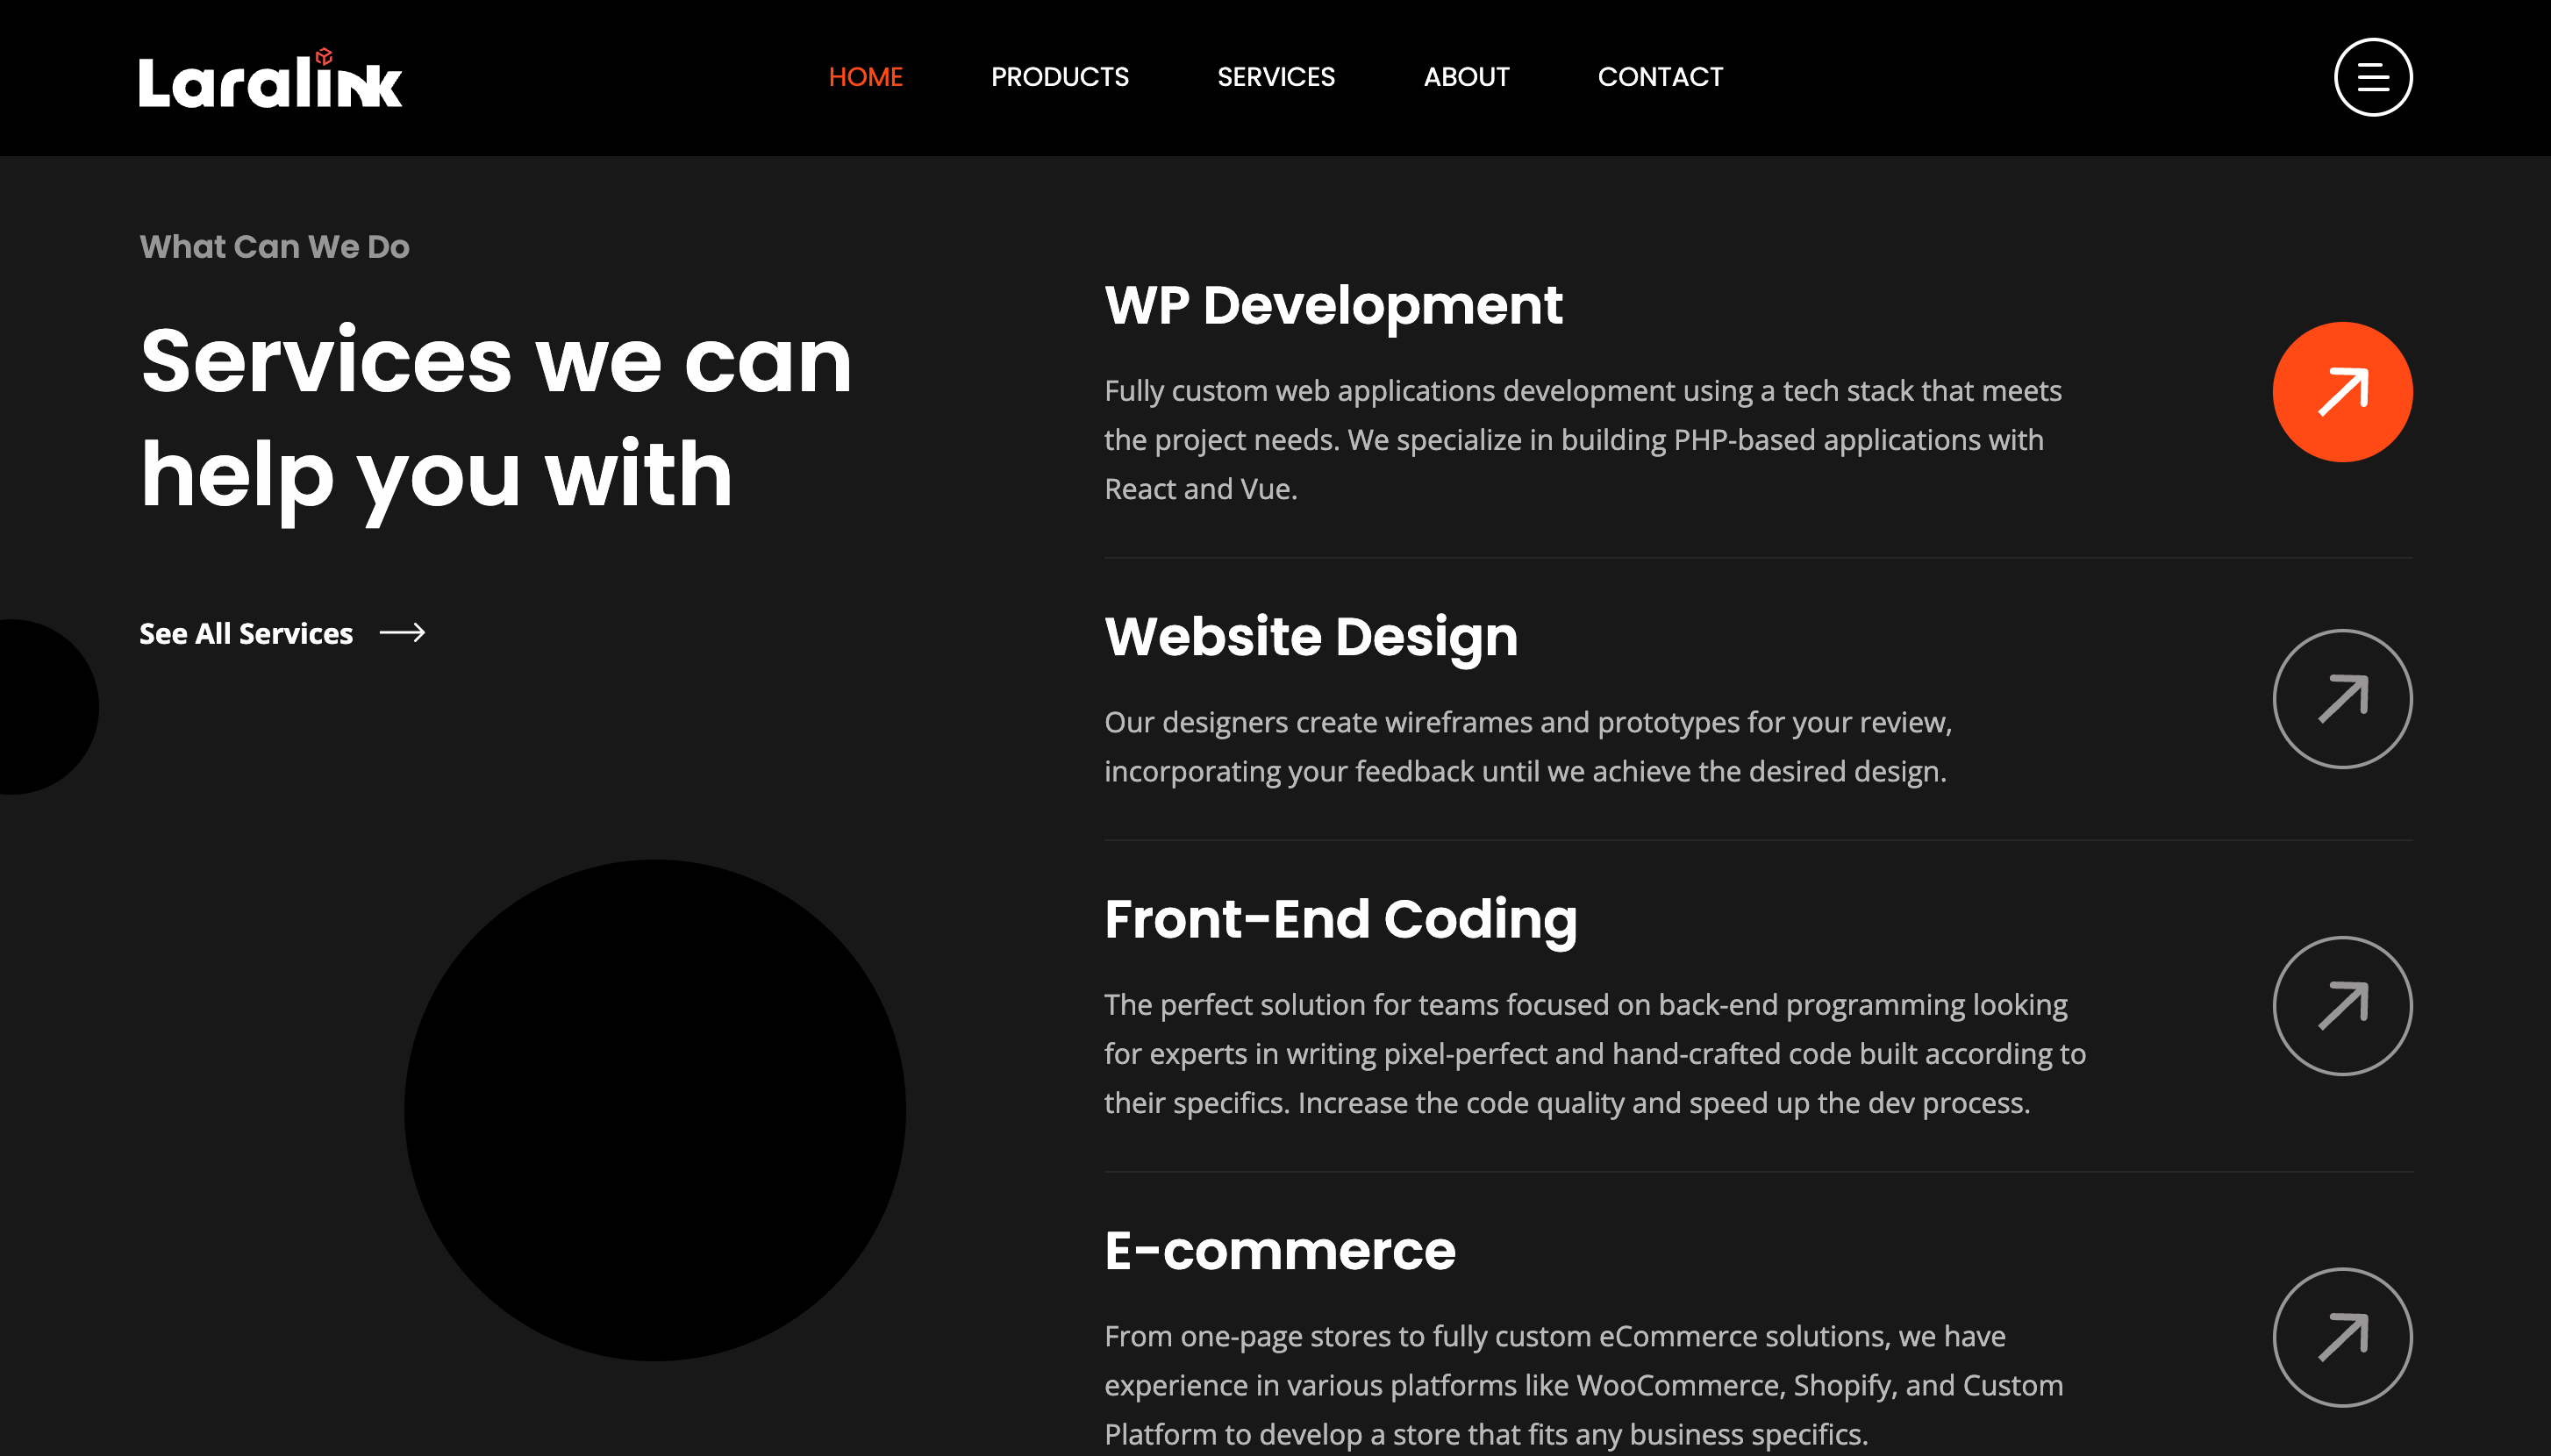 Laralink
HOME
PRODUCTS
SERVICES
ABOUT
CONTACT
What Can We Do
Services we can
help you with
See All Services
WP Development
Fully custom web applications development using a tech stack that meets
the project needs. We specialize in building PHP-based applications with
React and Vue.
Website Design
Our designers create wireframes and prototypes for your review,
incorporating your feedback until we achieve the desired design.
Front-End Coding
The perfect solution for teams focused on back-end programming looking
for experts in writing pixel-perfect and hand-crafted code built according to
their specifics. Increase the code quality and speed up the dev process.
E-commerce
From one-page stores to fully custom eCommerce solutions, we have
experience in various platforms like WooCommerce, Shopify, and Custom
Platform to develop a store that fits any business specifics.